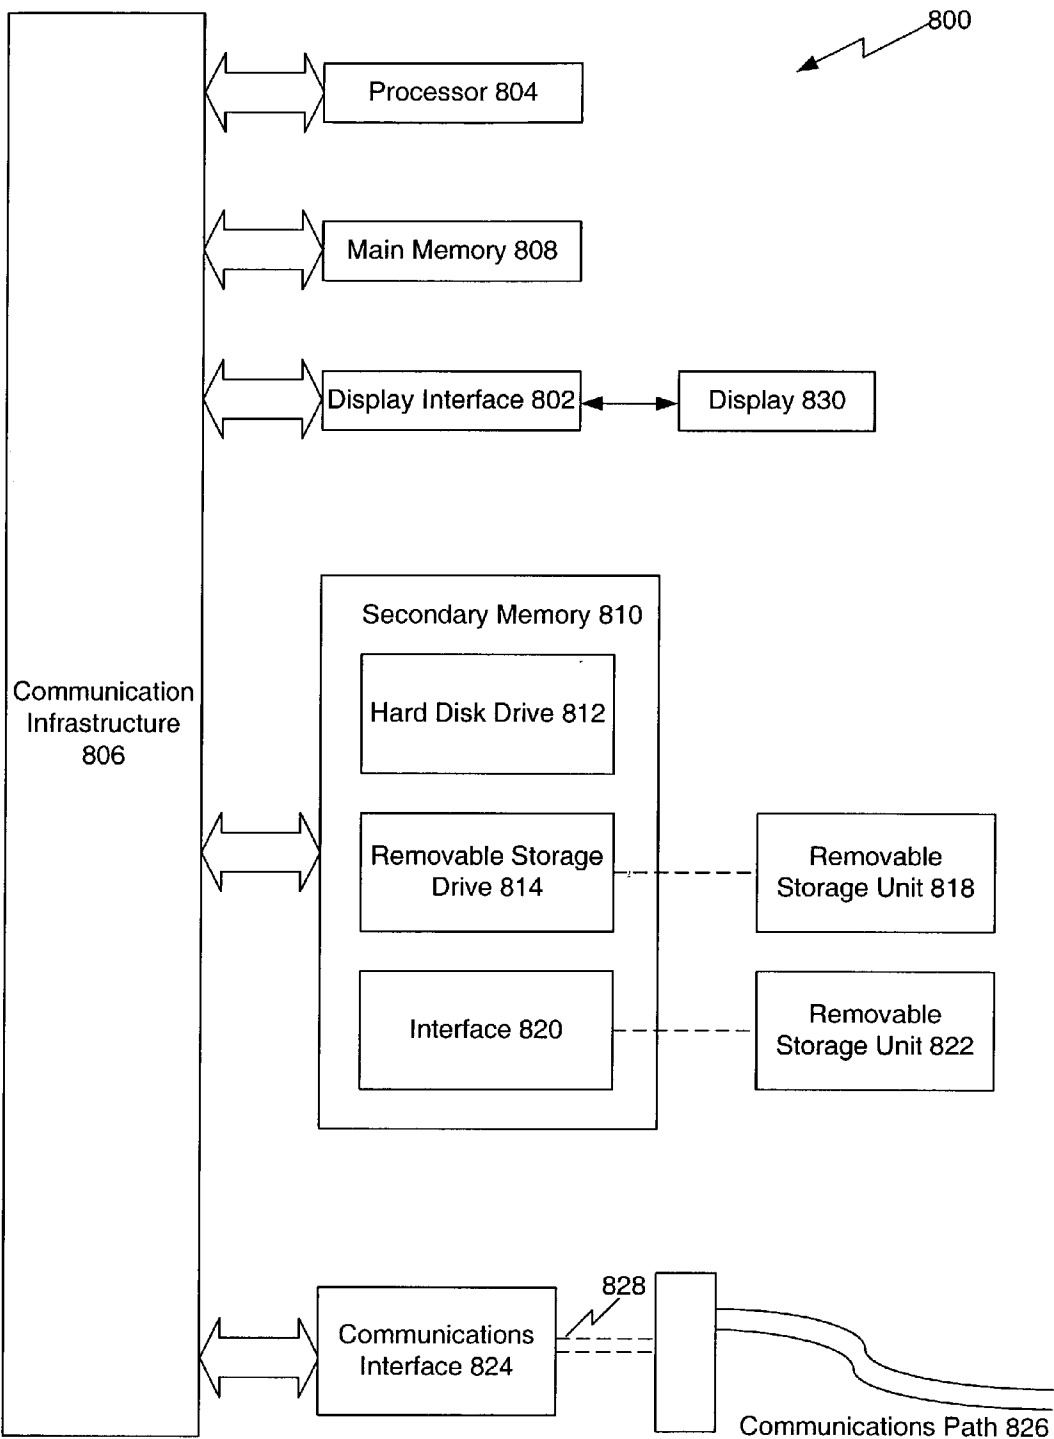 800
Processor 804
Main Memory 808
Display Interface 802
Display 830
Secondary Memory 810
Hard Disk Drive 812
Communication
Infrastructure
806
Removable Storage
Drive 814
Removable
Storage Unit 818
Interface 820
Removable
Storage Unit 822
828
Communications
Interface 824
Communications Path 826